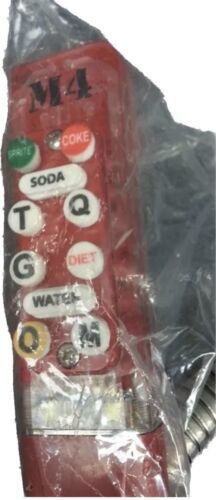 M4
SPRITE COKE
SODA
T Q
G DIET
WATER
O M